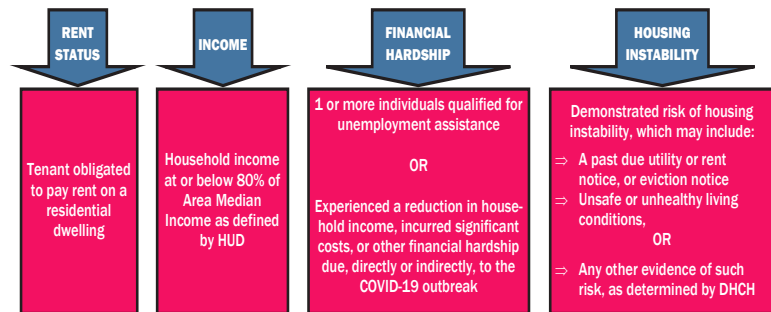 RENT
STATUS
Tenant obligated
to pay rent on a
residential
dwelling
INCOME
Household income
at or below 80% of
Area Median
Income as defined
by HUD
FINANCIAL
HARDSHIP
1 or more individuals qualified for
unemployment assistance
OR
Experienced a reduction in house-
hold income, incurred significant
costs, or other financial hardship
due, directly or indirectly, to the
COVID-19 outbreak
HOUSING
INSTABILITY
Demonstrated risk of housing
instability, which may include:
⇒ A past due utility or rent
notice, or eviction notice
⇒ Unsafe or unhealthy living
conditions,
OR
⇒ Any other evidence of such
risk, as determined by DHCH